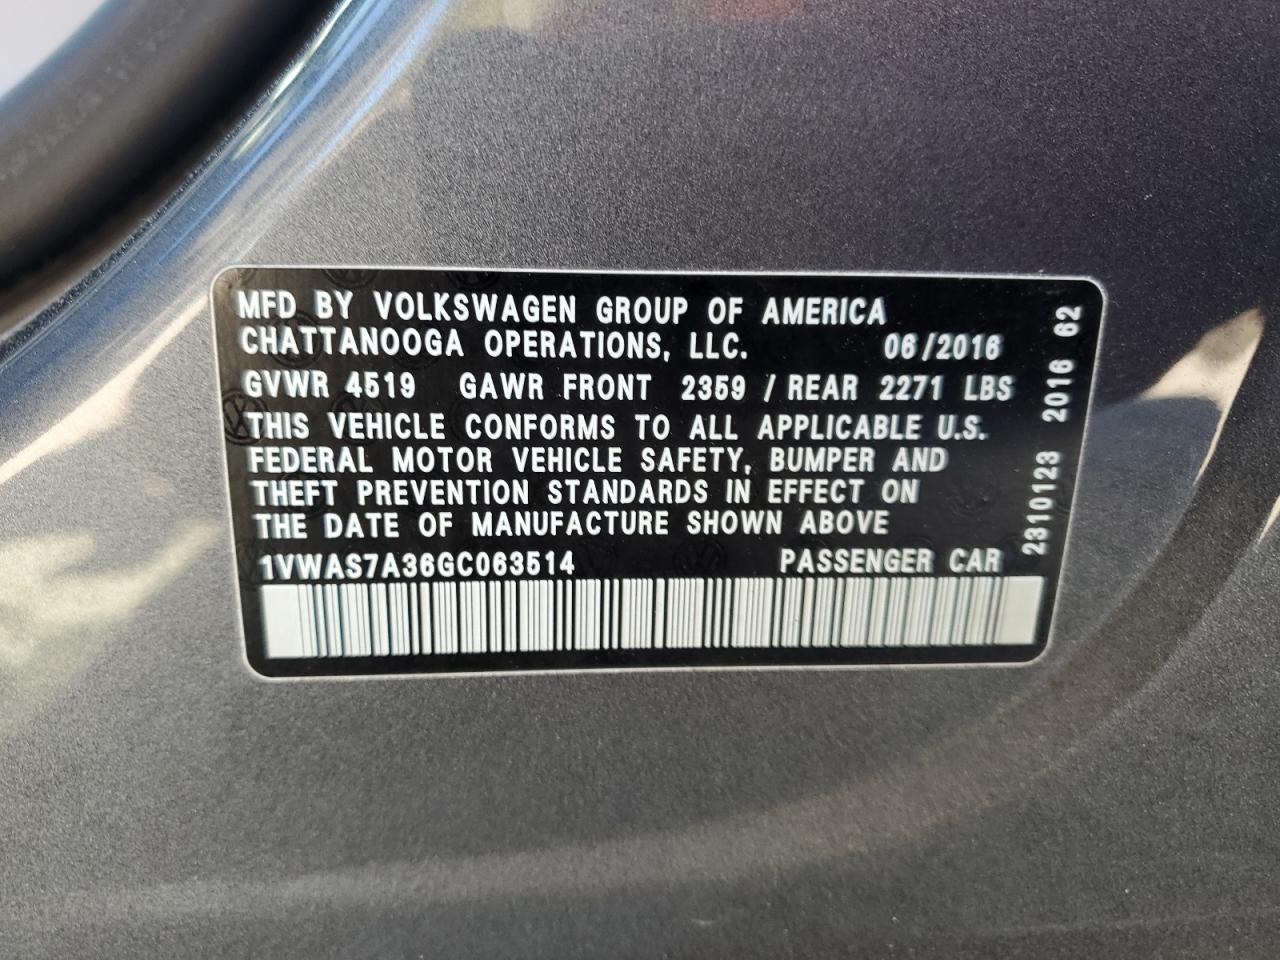 MFD BY VOLKSWAGEN GROUP OF AMERICA
CHATTANOOGA OPERATIONS, LLC. 06/2016
GVWR 4519 GAWR FRONT 2359 / REAR 2271 LBS
THIS VEHICLE CONFORMS TO ALL APPLICABLE U.S.
FEDERAL MOTOR VEHICLE SAFETY, BUMPER AND
THEFT PREVENTION STANDARDS IN EFFECT ON
THE DATE OF MANUFACTURE SHOWN ABOVE
1VWAS7A36GC063514 PASSENGER CAR
2310123 2016 62